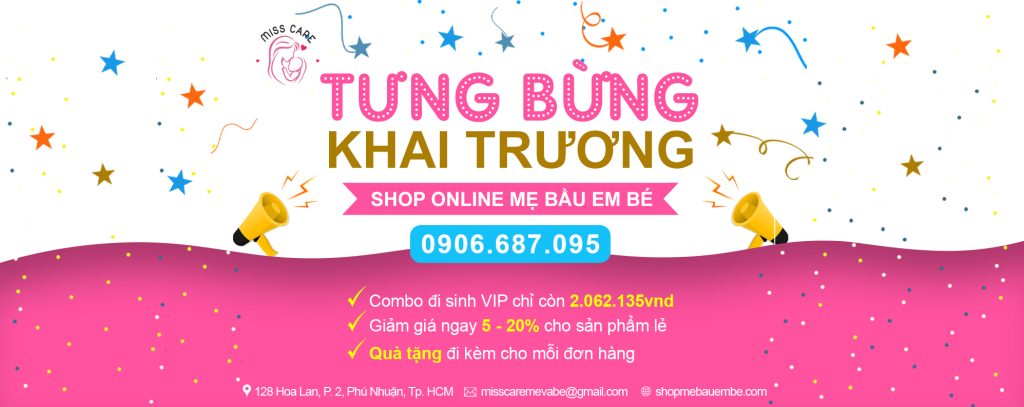 MISS CARE
TƯNG BỪNG
KHAI TRƯƠNG
SHOP ONLINE MẸ BẦU EM BÉ
0906.687.095
Combo đi sinh VIP chỉ còn 2.062.135vnd
Giảm giá ngay 5 - 20% cho sản phẩm lẻ
Quà tặng đi kèm cho mỗi đơn hàng
128 Hoa Lan, P. 2, Phú Nhuận, Tp. HCM misscaremevabe@gmail.com shopmebauembe.com